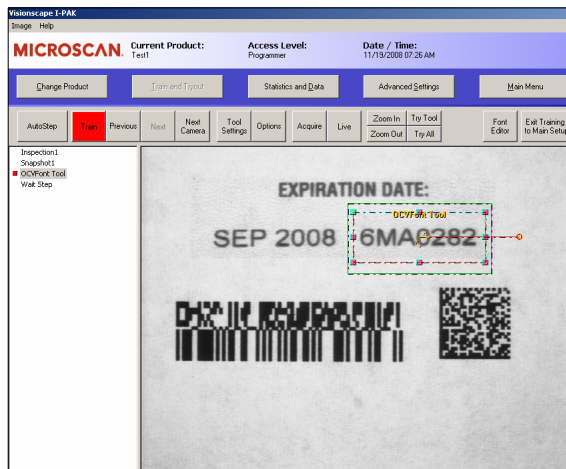 Visionscape I-PAK
Image Help
MICROSCAN. Current Product: Access Level: Date / Time:
Test1 Programmer 11/19/2008 07:26 AM
Change Product Train and Tryout Statistics and Data Advanced Settings Main Menu
AutoStep Train Previous Next Next Camera Tool Settings Options Acquire Live Zoom In Try Tool Font Editor Exit Training to Main Setup
Zoom Out Try All
Inspection1
Snapshot1
OCVFont Tool
Wait Step
EXPIRATION DATE:
OCVFont Tool
SEP 2008 6MA0282